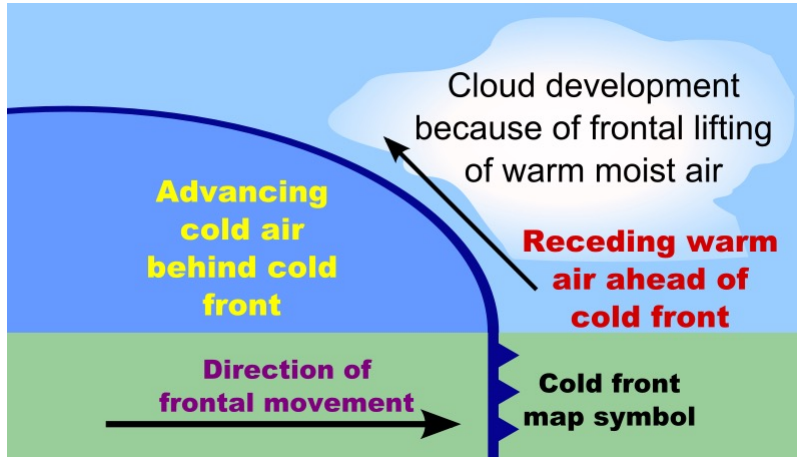 Cloud development
because of frontal lifting
of warm moist air
Advancing
cold air
behind cold
front
Receding warm
air ahead of
cold front
Direction of
frontal movement
Cold front
map symbol